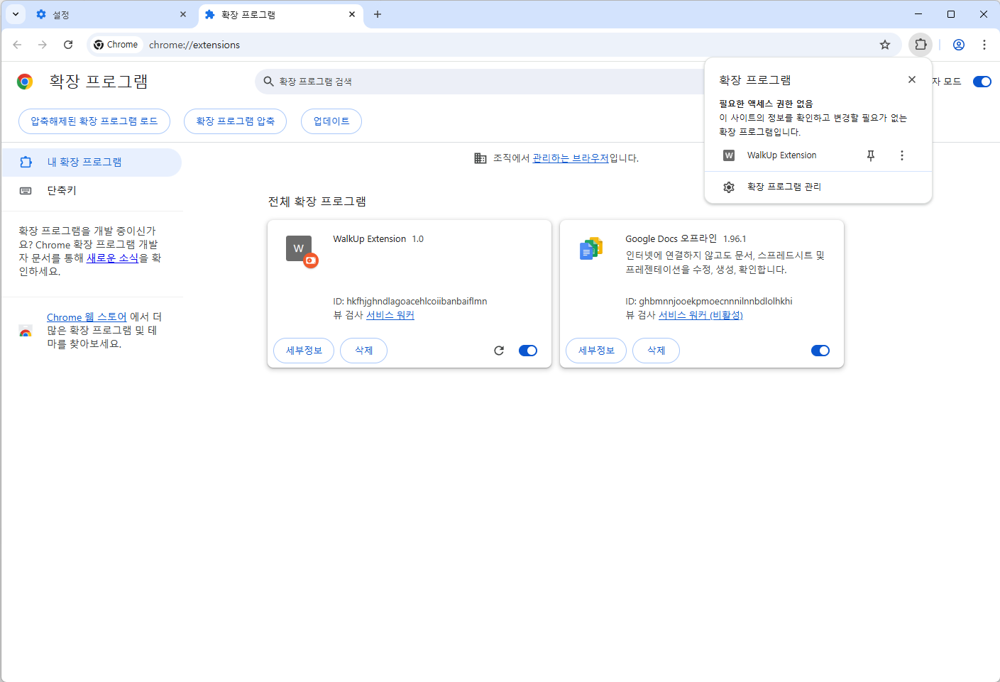 설정
확장 프로그램
Chrome
chrome://extensions
확장 프로그램
확장 프로그램 검색
자 모드
압축해제된 확장 프로그램 로드
확장 프로그램 압축
업데이트
확장 프로그램
필요한 액세스 권한 없음
이 사이트의 정보를 확인하고 변경할 필요가 없는
확장 프로그램입니다.
W
WalkUp Extension
확장 프로그램 관리
내 확장 프로그램
단축키
확장 프로그램을 개발 중이신가
요? Chrome 확장 프로그램 개발
자 문서를 통해 새로운 소식을 확
인하세요.
Chrome 웹 스토어 에서 더
많은 확장 프로그램 및 테
마를 찾아보세요.
조직에서 관리하는 브라우저입니다.
전체 확장 프로그램
W
WalkUp Extension 1.0
ID: hkfhjghndlagoacehlcoiibanbaiflmn
뷰 검사 서비스 워커
세부정보
삭제
Google Docs 오프라인 1.96.1
인터넷에 연결하지 않고도 문서, 스프레드시트 및
프레젠테이션을 수정, 생성, 확인합니다.
ID: ghbmnnjooekpmoecnnnilnnbdlolhkhi
뷰 검사 서비스 워커 (비활성)
세부정보
삭제